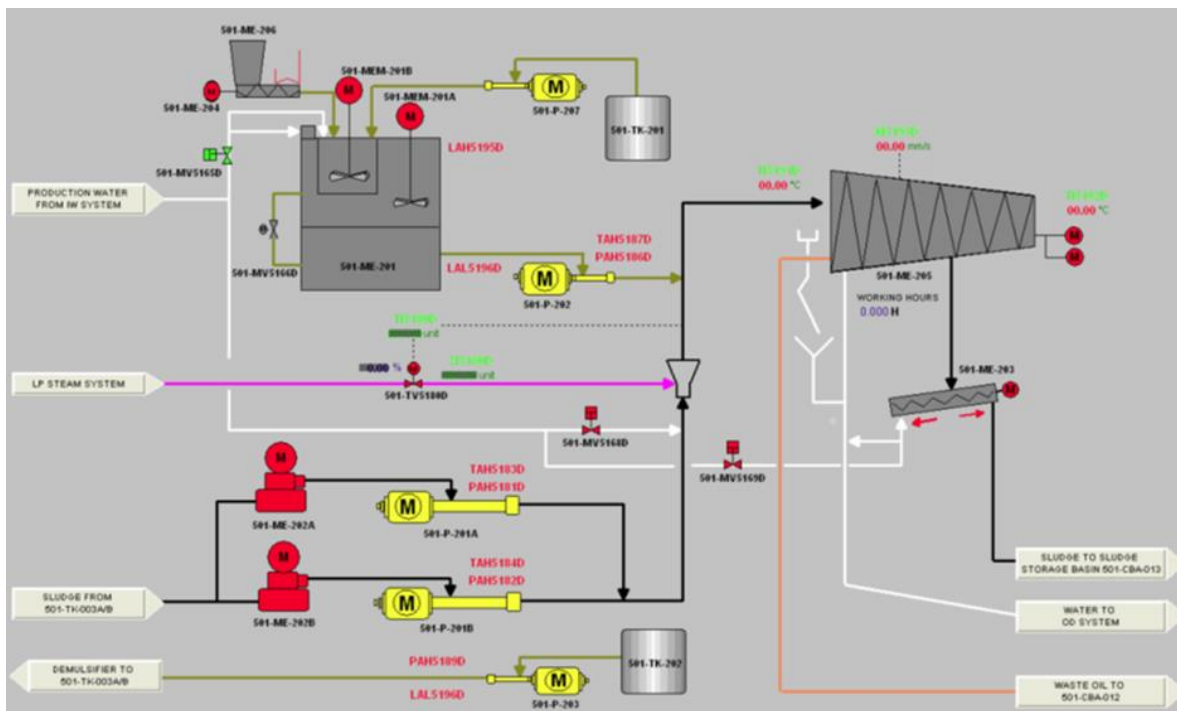 501-ME-206
501-MEM-201B
501-MEM-201A
501-ME-204
M
M
M
M
501-P-207
501-TK-201
LAH5195D
501-MV5165D
PRODUCTION WATER
FROM IW SYSTEM
501-MV5166D
501-ME-201
LAL5196D
TAH5187D
PAH5186D
M
501-P-202
00.00 mm/s
00.00 °C
00.00 °C
M
M
501-ME-205
WORKING HOURS
0.000 H
unit
unit
%
LP STEAM SYSTEM
501-TV5180D
501-ME-203
M
501-MV5168D
501-MV5169D
M
501-ME-202A
TAH5183D
PAH5181D
M
501-P-201A
SLUDGE FROM
501-TK-003A/B
M
501-ME-202B
TAH5184D
PAH5182D
M
501-P-201B
SLUDGE TO SLUDGE
STORAGE BASIN 501-CBA-013
WATER TO
OD SYSTEM
DEMULSIFIER TO
501-TK-003A/B
PAH5189D
LAL5196D
M
501-P-203
501-TK-202
WASTE OIL TO
501-CBA-012